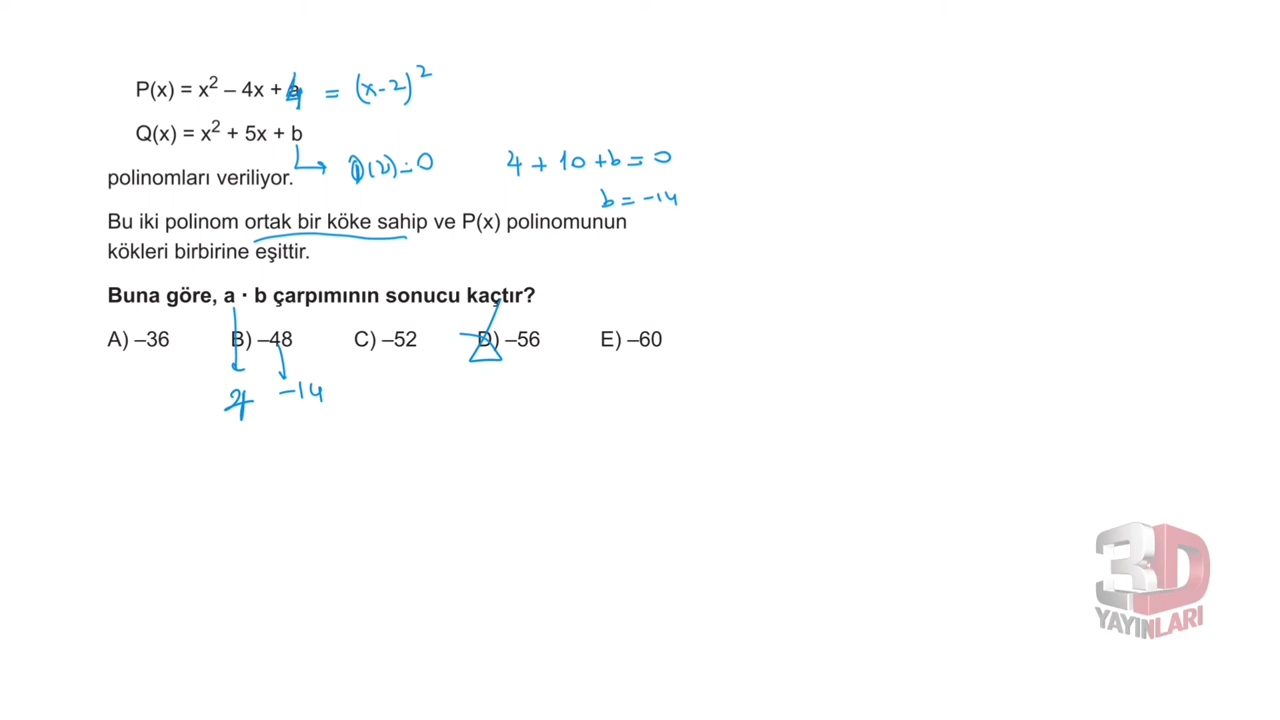 P(x) = x² – 4x + 4 = (x-2)²
Q(x) = x² + 5x + b
Q(2)=0 4 + 10 + b = 0
polinomları veriliyor.
b = -14
Bu iki polinom ortak bir köke sahip ve P(x) polinomunun
kökleri birbirine eşittir.
Buna göre, a · b çarpımının sonucu kaçtır?
A) –36 B) –48 C) –52 D) –56 E) –60
4 -14
3D
YAYINLARI